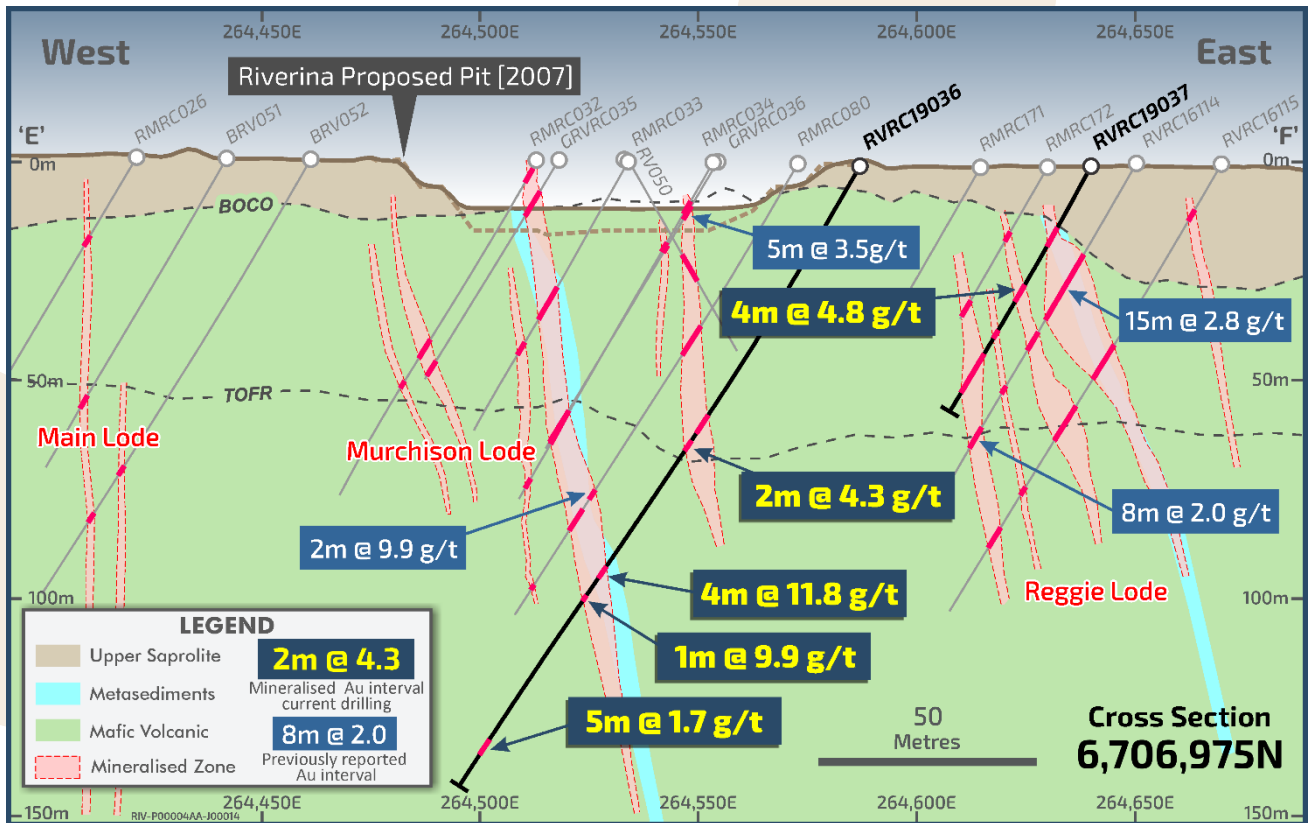 264,450E 264,500E 264,550E 264,600E 264,650E
West
East
Riverina Proposed Pit [2007]
RMRC026
BRV051
BRV052
RMRC032
GRVRC035
RMRC033
RV050
RMRC034
GRVRC036
RMRC080
RVRC19036
RMRC171
RMRC172
RVRC19037
RVRC16114
RVRC16115
'E'
'F'
0m
0m
BOCO
5m @ 3.5g/t
4m @ 4.8 g/t
15m @ 2.8 g/t
50m
50m
TOFR
Main Lode
Murchison Lode
2m @ 4.3 g/t
8m @ 2.0 g/t
2m @ 9.9 g/t
4m @ 11.8 g/t
Reggie Lode
100m
100m
1m @ 9.9 g/t
5m @ 1.7 g/t
LEGEND
Upper Saprolite
Metasediments
Mafic Volcanic
Mineralised Zone
2m @ 4.3
Mineralised Au interval
current drilling
8m @ 2.0
Previously reported
Au interval
50
Metres
Cross Section
6,706,975N
264,450E 264,500E 264,550E 264,600E 264,650E
150m
150m
RIV-P00004AA-J00014